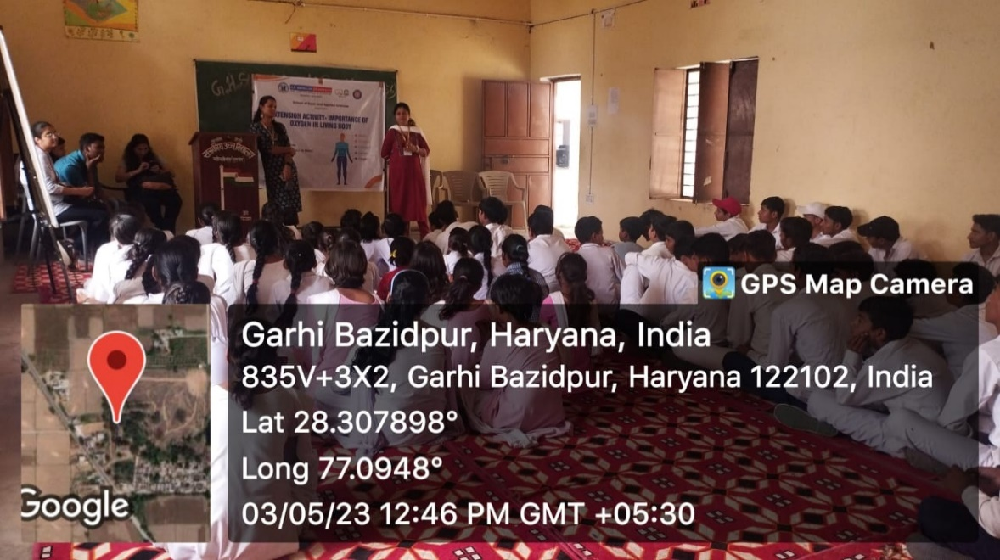 G.H.S
EXTENSION ACTIVITY- IMPORTANCE OF
OXYGEN IN LIVING BODY
GPS Map Camera
Garhi Bazidpur, Haryana, India
835V+3X2, Garhi Bazidpur, Haryana 122102, India
Lat 28.307898°
Long 77.0948°
03/05/23 12:46 PM GMT +05:30
Google